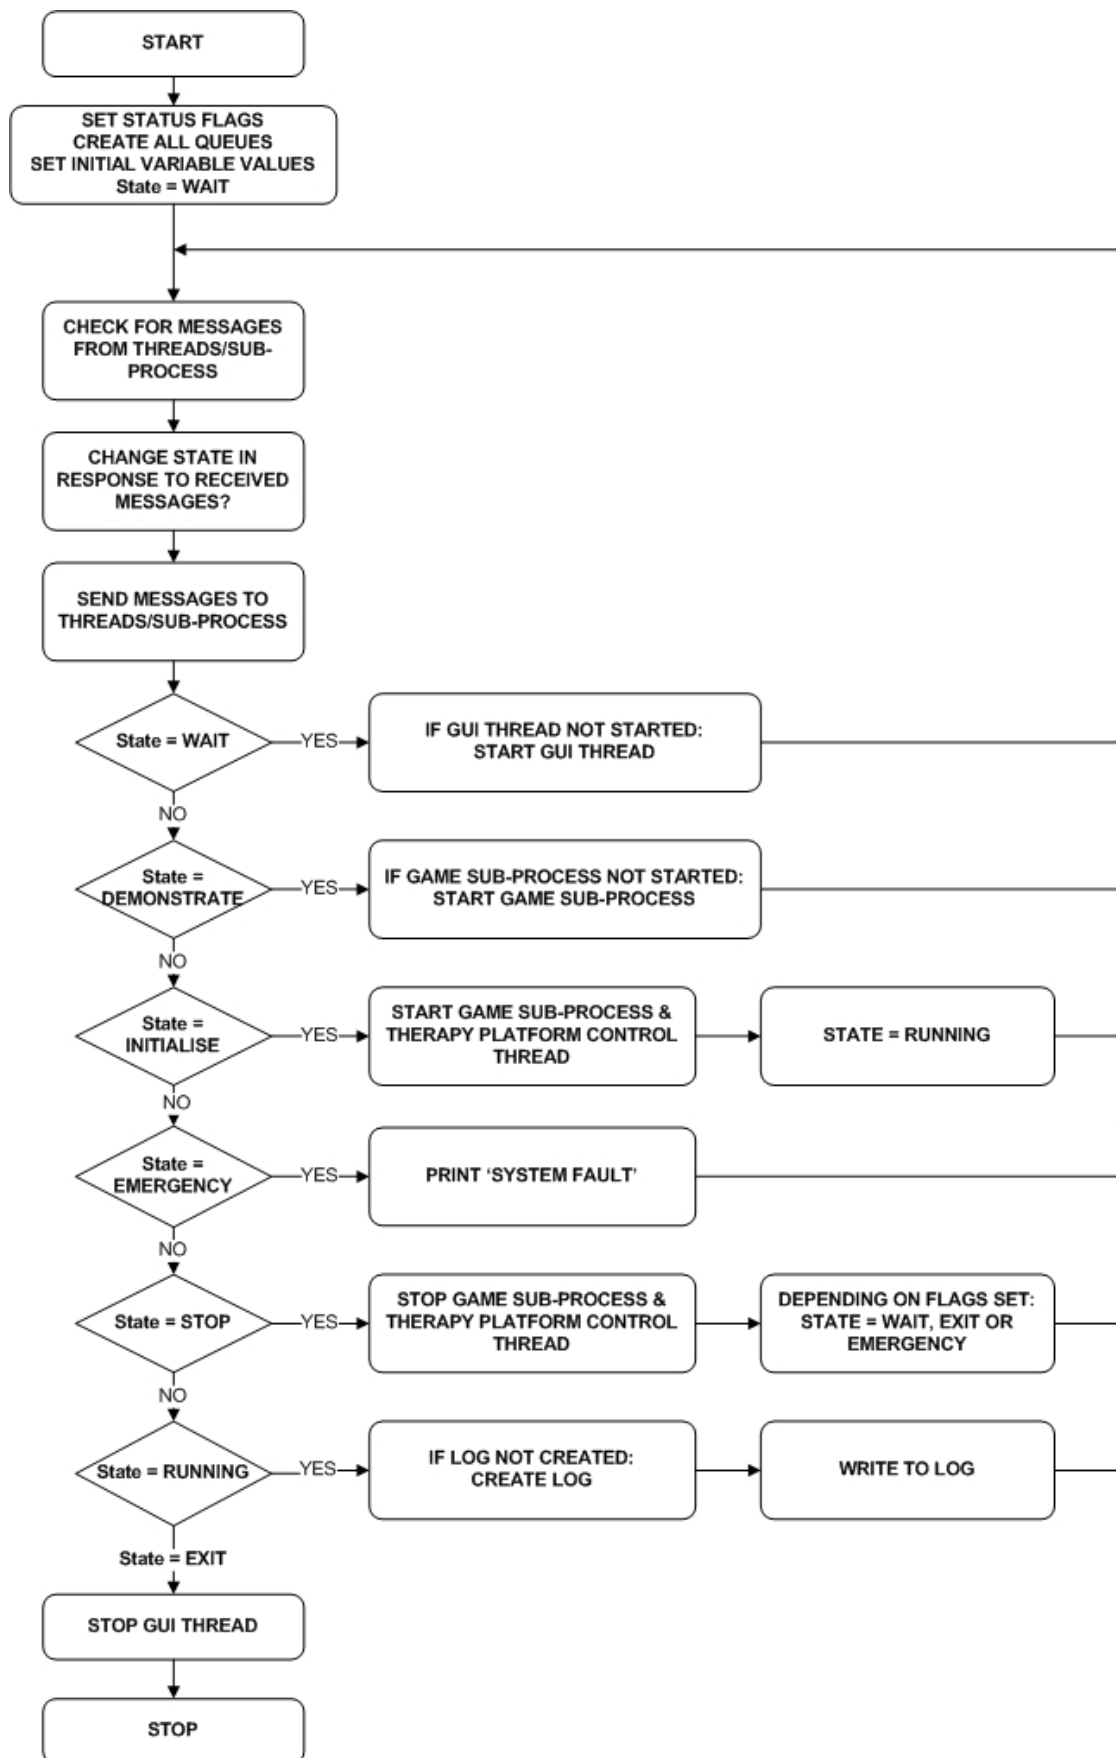 START
SET STATUS FLAGS
CREATE ALL QUEUES
SET INITIAL VARIABLE VALUES
State = WAIT
CHECK FOR MESSAGES
FROM THREADS/SUB-
PROCESS
CHANGE STATE IN
RESPONSE TO RECEIVED
MESSAGES?
SEND MESSAGES TO
THREADS/SUB-PROCESS
State = WAIT
YES
IF GUI THREAD NOT STARTED:
START GUI THREAD
NO
State =
DEMONSTRATE
YES
IF GAME SUB-PROCESS NOT STARTED:
START GAME SUB-PROCESS
NO
State =
INITIALISE
YES
START GAME SUB-PROCESS &
THERAPY PLATFORM CONTROL
THREAD
STATE = RUNNING
NO
State =
EMERGENCY
YES
PRINT ‘SYSTEM FAULT’
NO
State = STOP
YES
STOP GAME SUB-PROCESS &
THERAPY PLATFORM CONTROL
THREAD
DEPENDING ON FLAGS SET:
STATE = WAIT, EXIT OR
EMERGENCY
NO
State = RUNNING
YES
IF LOG NOT CREATED:
CREATE LOG
WRITE TO LOG
State = EXIT
STOP GUI THREAD
STOP